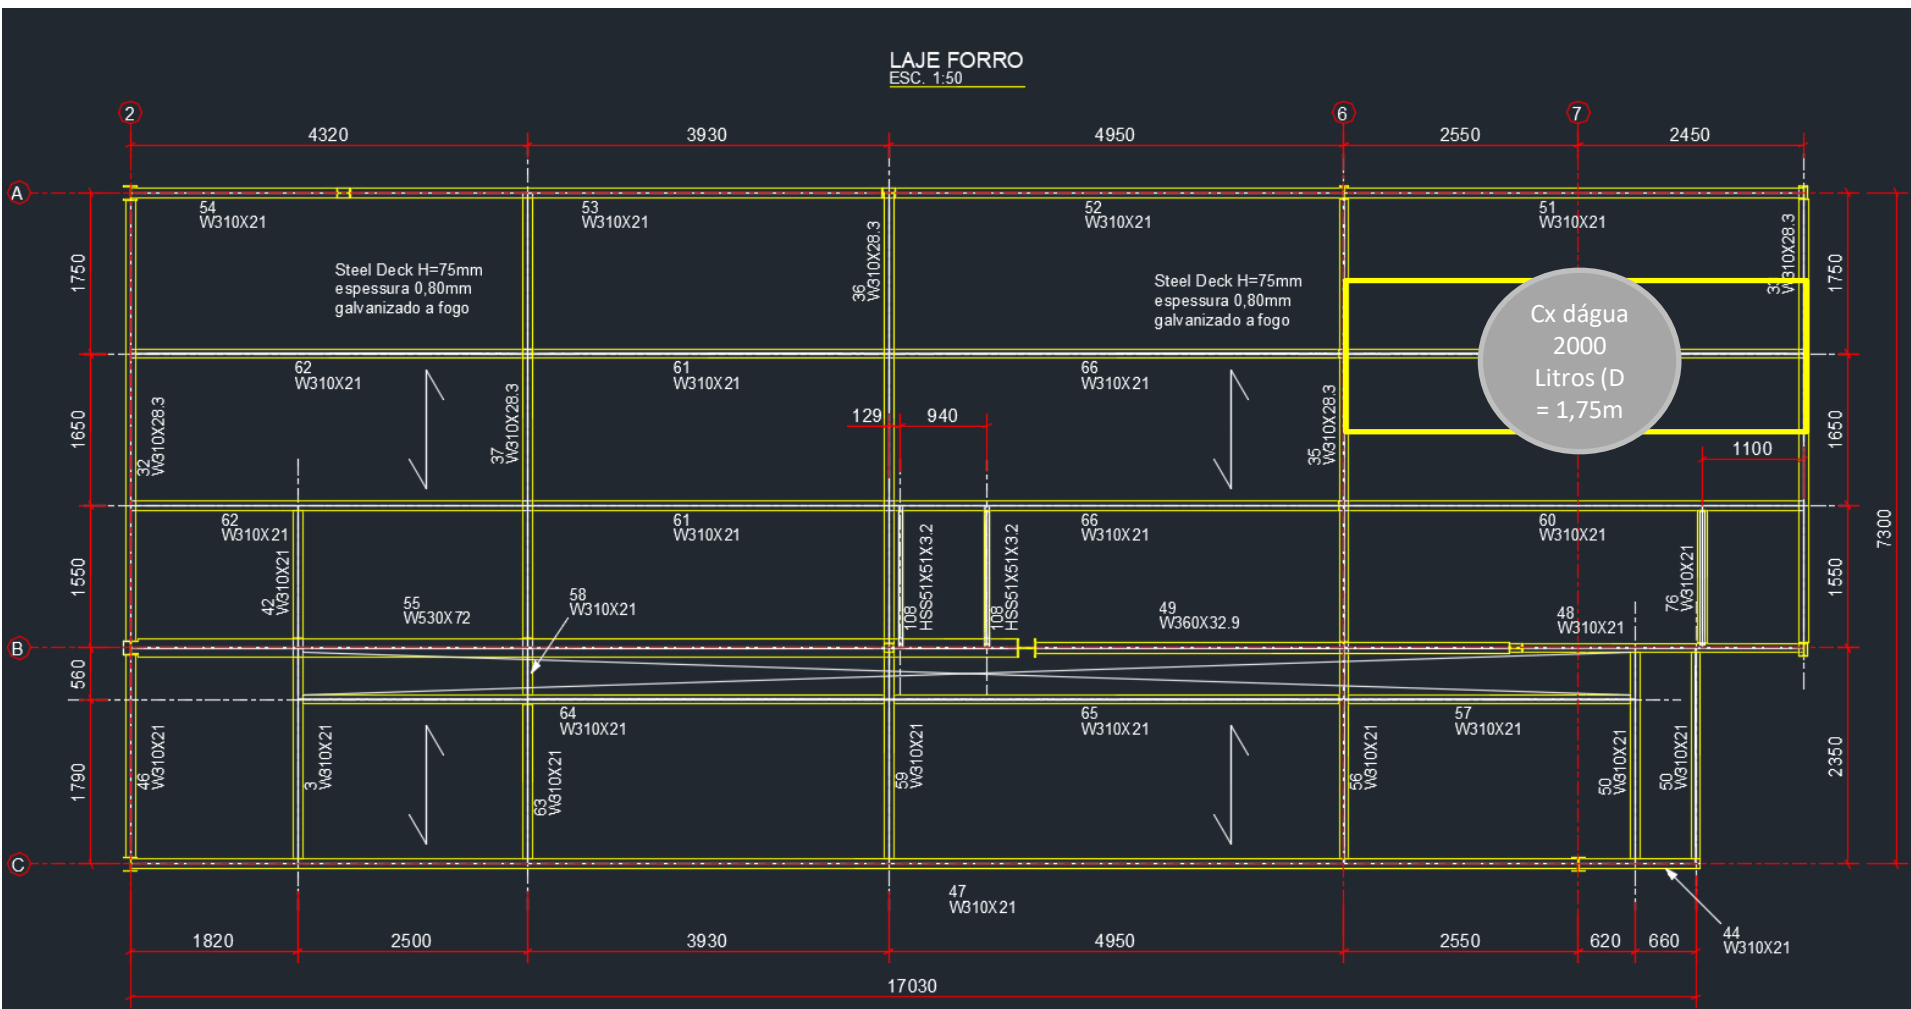 LAJE FORRO
ESC. 1:50
2
6
7
4320
3930
4950
2550
2450
A
54
W310X21
53
W310X21
52
W310X21
51
W310X21
1750
Steel Deck H=75mm
espessura 0,80mm
galvanizado a fogo
36
W310X28.3
Steel Deck H=75mm
espessura 0,80mm
galvanizado a fogo
W310X28.3
1750
Cx dágua
2000
Litros (D
= 1,75m
62
W310X21
61
W310X21
66
W310X21
1650
32
W310X28.3
37
W310X28.3
129
940
35
W310X28.3
1100
1650
7300
62
W310X21
61
W310X21
66
W310X21
60
W310X21
1550
42
W310X21
55
W530X72
58
W310X21
108
HSS51X51X3.2
108
HSS51X51X3.2
49
W360X32.9
48
W310X21
76
W310X21
1550
B
560
64
W310X21
65
W310X21
57
W310X21
1790
46
W310X21
3
W310X21
63
W310X21
59
W310X21
56
W310X21
50
W310X21
50
W310X21
2350
C
47
W310X21
44
W310X21
1820
2500
3930
4950
2550
620
660
17030